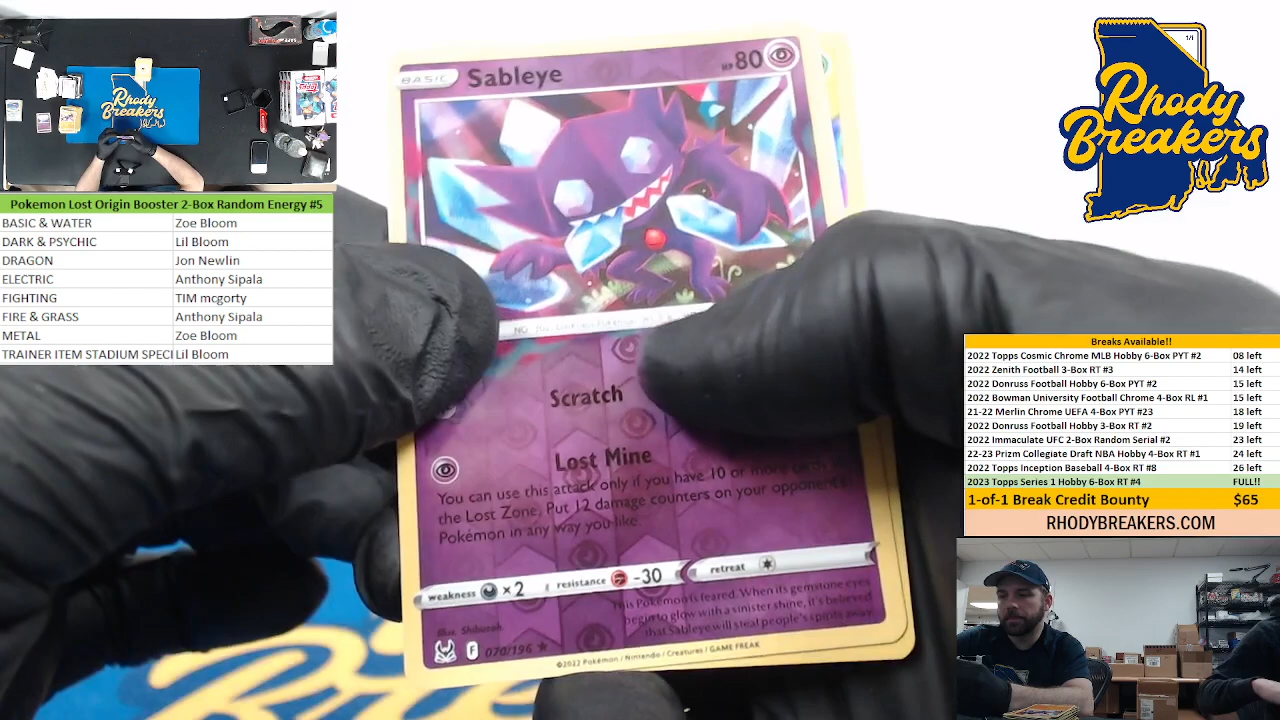 Rhody
Breakers
Pokemon Lost Origin Booster 2-Box Random Energy #5
BASIC & WATER Zoe Bloom
DARK & PSYCHIC Lil Bloom
DRAGON Jon Newlin
ELECTRIC Anthony Sipala
FIGHTING TIM mcgorty
FIRE & GRASS Anthony Sipala
METAL Zoe Bloom
TRAINER ITEM STADIUM SPECI Lil Bloom
BASIC Sableye HP 80
Scratch
Lost Mine
You can use this attack only if you have 10 or more
the Lost Zone. Put 12 damage counters on your opponent's
Pokémon in any way you like.
weakness ×2 resistance -30 retreat
This Pokémon is feared. When its gemstone eyes
begin to glow with a sinister shine, it's believed
that Sableye will steal people's spirits away.
Illus. Shibuzoh
F 070/196 ★
©2022 Pokémon / Nintendo / Creatures / GAME FREAK
1/1
Rhody
Breakers
Breaks Available!!
2022 Topps Cosmic Chrome MLB Hobby 6-Box PYT #2 08 left
2022 Zenith Football 3-Box RT #3 14 left
2022 Donruss Football Hobby 6-Box PYT #2 15 left
2022 Bowman University Football Chrome 4-Box RL #1 15 left
21-22 Merlin Chrome UEFA 4-Box PYT #23 18 left
2022 Donruss Football Hobby 3-Box RT #2 19 left
2022 Immaculate UFC 2-Box Random Serial #2 23 left
22-23 Prizm Collegiate Draft NBA Hobby 4-Box RT #1 24 left
2022 Topps Inception Baseball 4-Box RT #8 26 left
2023 Topps Series 1 Hobby 6-Box RT #4 FULL!!
1-of-1 Break Credit Bounty $65
RHODYBREAKERS.COM